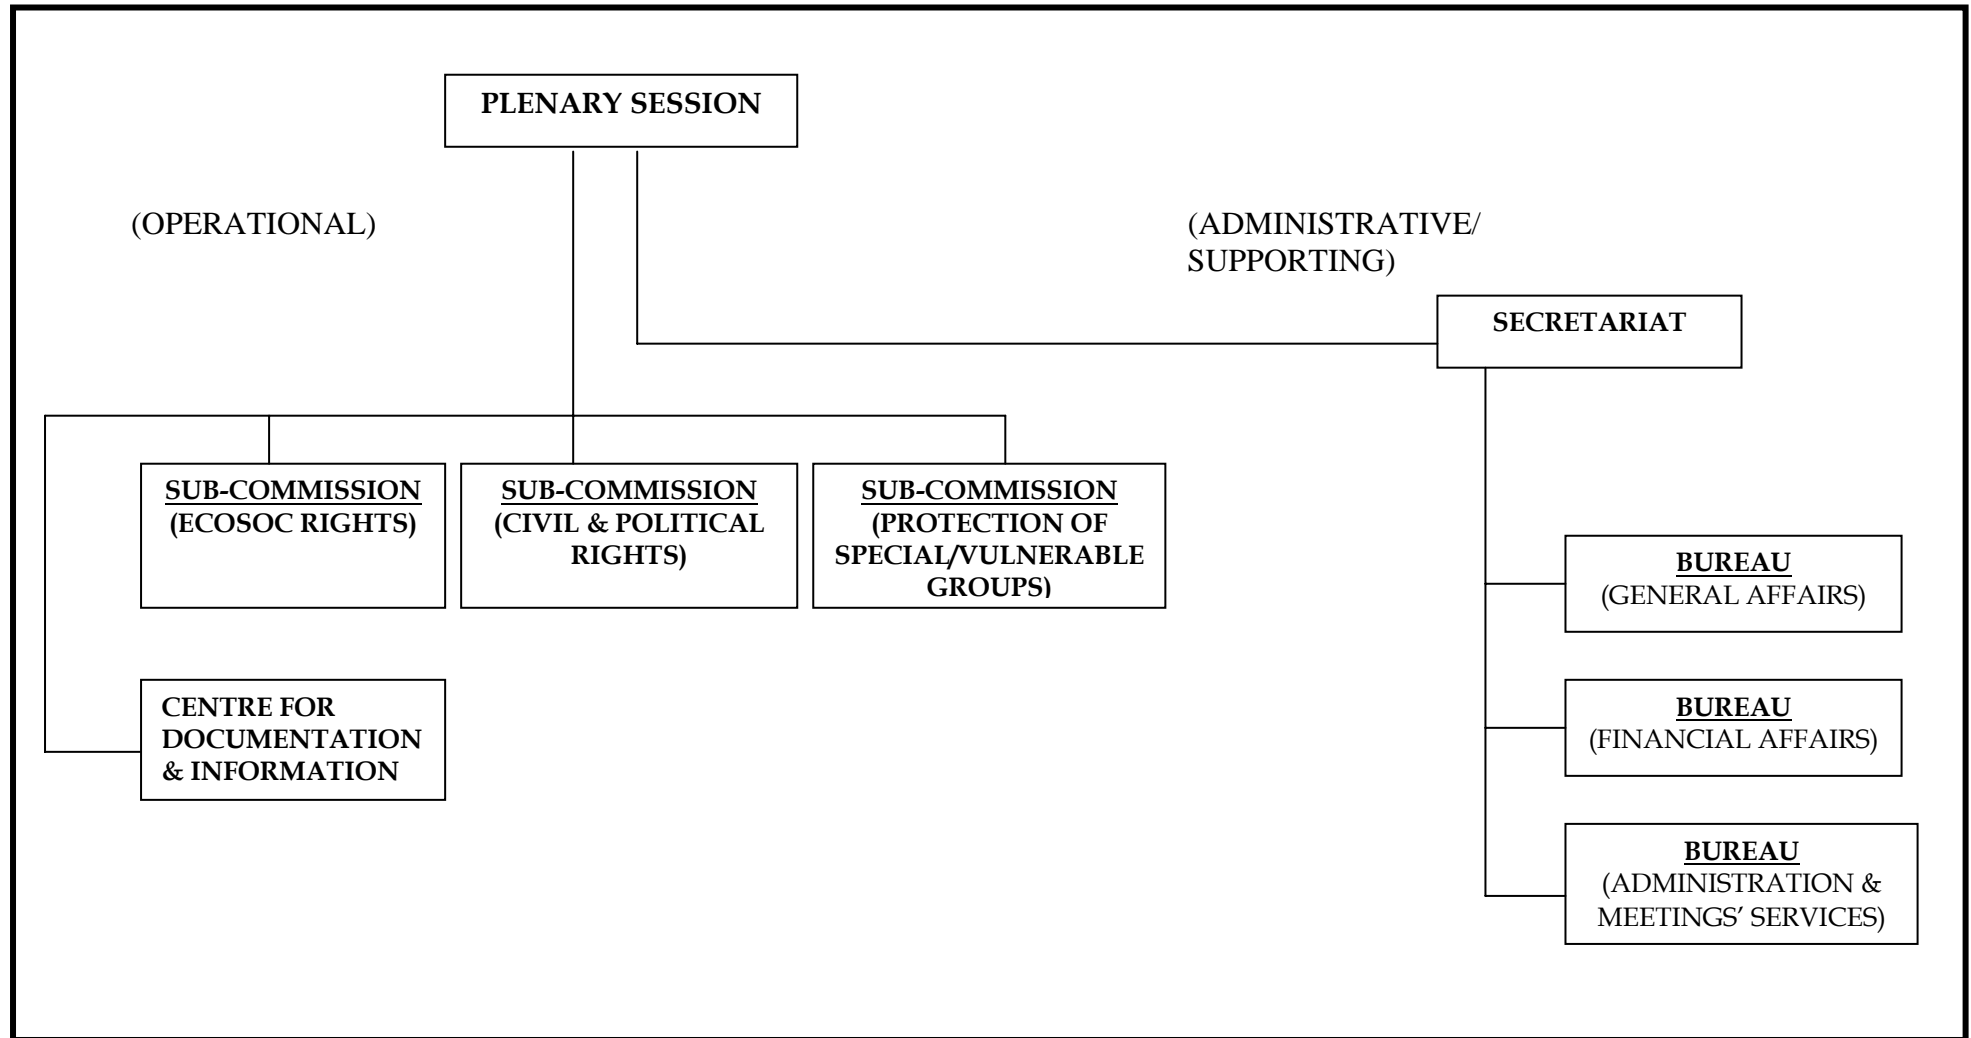 PLENARY SESSION
(OPERATIONAL)
(ADMINISTRATIVE/
SUPPORTING)
SECRETARIAT
SUB-COMMISSION
(ECOSOC RIGHTS)
SUB-COMMISSION
(CIVIL & POLITICAL
RIGHTS)
SUB-COMMISSION
(PROTECTION OF
SPECIAL/VULNERABLE
GROUPS)
BUREAU
(GENERAL AFFAIRS)
CENTRE FOR
DOCUMENTATION
& INFORMATION
BUREAU
(FINANCIAL AFFAIRS)
BUREAU
(ADMINISTRATION &
MEETINGS’ SERVICES)